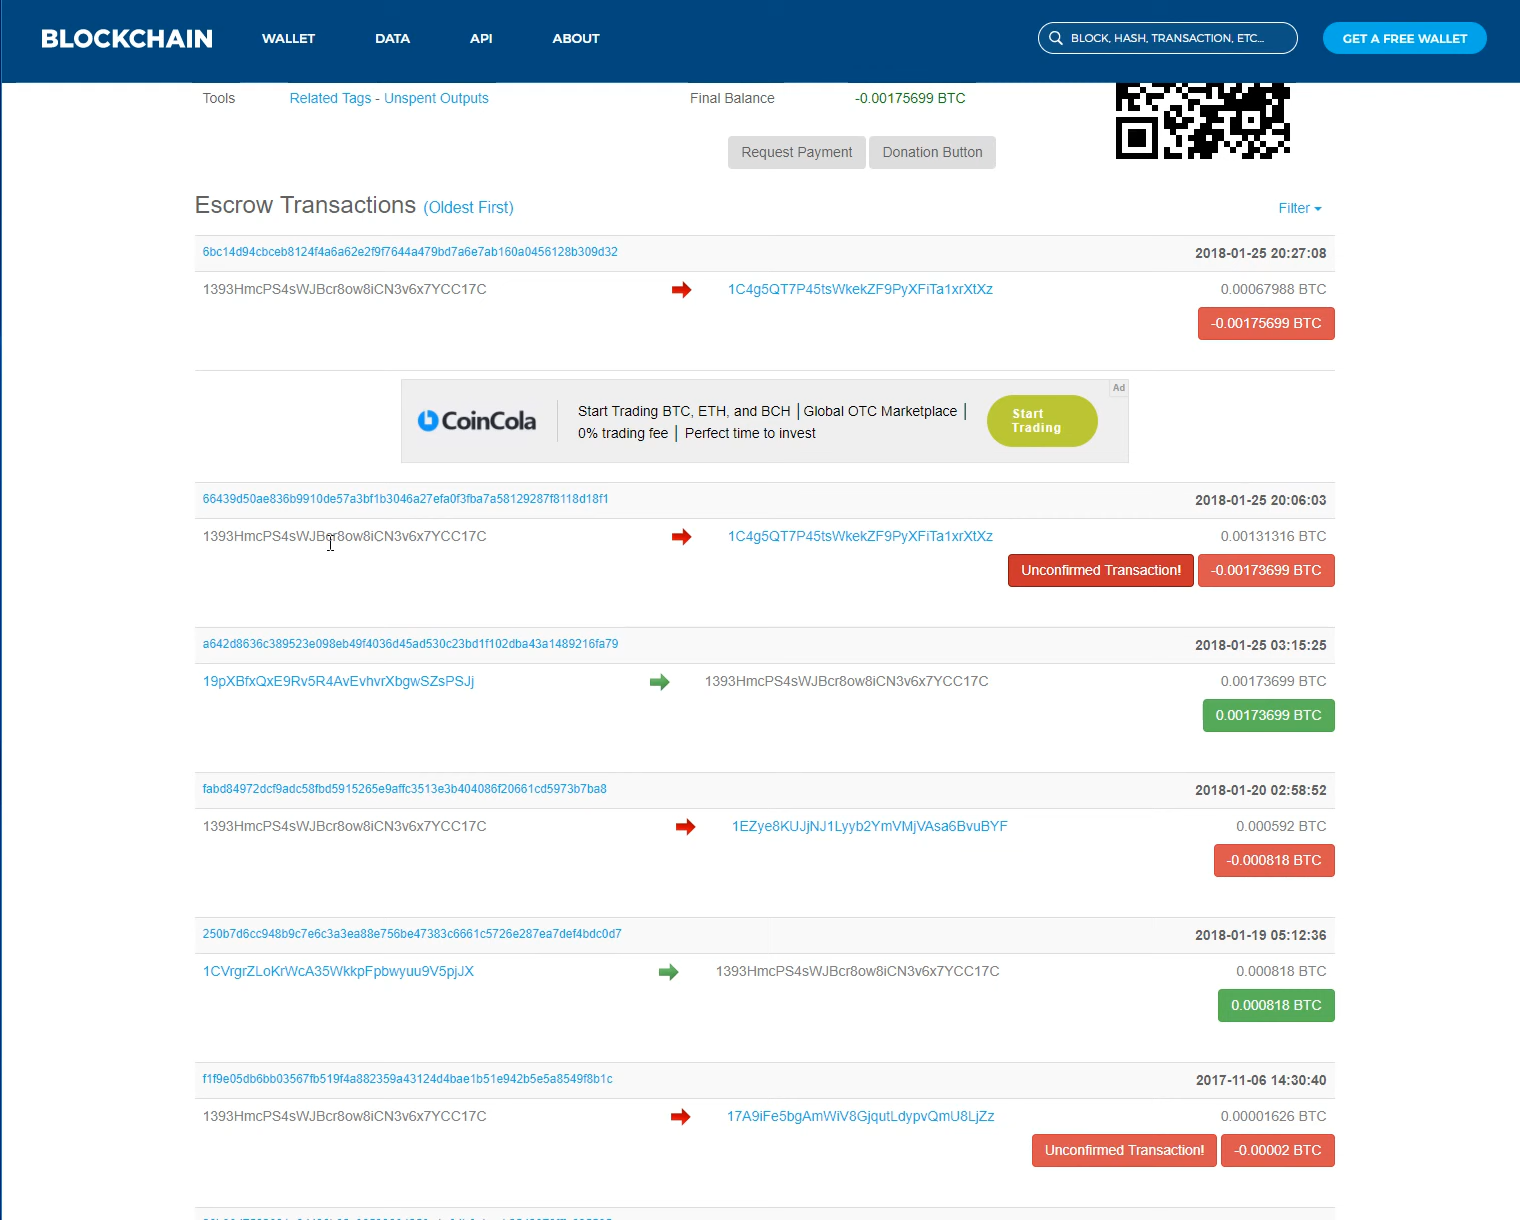 BLOCKCHAIN WALLET DATA API ABOUT BLOCK, HASH, TRANSACTION, ETC... GET A FREE WALLET
Tools Related Tags - Unspent Outputs Final Balance -0.00175699 BTC
Request Payment Donation Button
Escrow Transactions (Oldest First) Filter
6bc14d94cbceb8124f4a6a62e2f9f7644a479bd7a6e7ab160a0456128b309d32 2018-01-25 20:27:08
1393HmcPS4sWJBcr8ow8iCN3v6x7YCC17C 1C4g5QT7P45tsWkekZF9PyXFiTa1xrXtXz 0.00067988 BTC
-0.00175699 BTC
Ad
CoinCola Start Trading BTC, ETH, and BCH | Global OTC Marketplace |
0% trading fee | Perfect time to invest
Start
Trading
66439d50ae836b9910de57a3bf1b3046a27efa0f3fba7a58129287f8118d18f1 2018-01-25 20:06:03
1393HmcPS4sWJBcr8ow8iCN3v6x7YCC17C 1C4g5QT7P45tsWkekZF9PyXFiTa1xrXtXz 0.00131316 BTC
Unconfirmed Transaction! -0.00173699 BTC
a642d8636c389523e098eb49f4036d45ad530c23bd1f102dba43a1489216fa79 2018-01-25 03:15:25
19pXBfxQxE9Rv5R4AvEvhvrXbgwSZsPSJj 1393HmcPS4sWJBcr8ow8iCN3v6x7YCC17C 0.00173699 BTC
0.00173699 BTC
fabd84972dcf9adc58fbd5915265e9affc3513e3b404086f20661cd5973b7ba8 2018-01-20 02:58:52
1393HmcPS4sWJBcr8ow8iCN3v6x7YCC17C 1EZye8KUJjNJ1Lyyb2YmVMjVAsa6BvuBYF 0.000592 BTC
-0.000818 BTC
250b7d6cc948b9c7e6c3a3ea88e756be47383c6661c5726e287ea7def4bdc0d7 2018-01-19 05:12:36
1CVrgrZLoKrWcA35WkkpFpbwyuu9V5pjJX 1393HmcPS4sWJBcr8ow8iCN3v6x7YCC17C 0.000818 BTC
0.000818 BTC
f1f9e05db6bb03567fb519f4a882359a43124d4bae1b51e942b5e5a8549f8b1c 2017-11-06 14:30:40
1393HmcPS4sWJBcr8ow8iCN3v6x7YCC17C 17A9iFe5bgAmWiV8GjqutLdypvQmU8LjZz 0.00001626 BTC
Unconfirmed Transaction! -0.00002 BTC